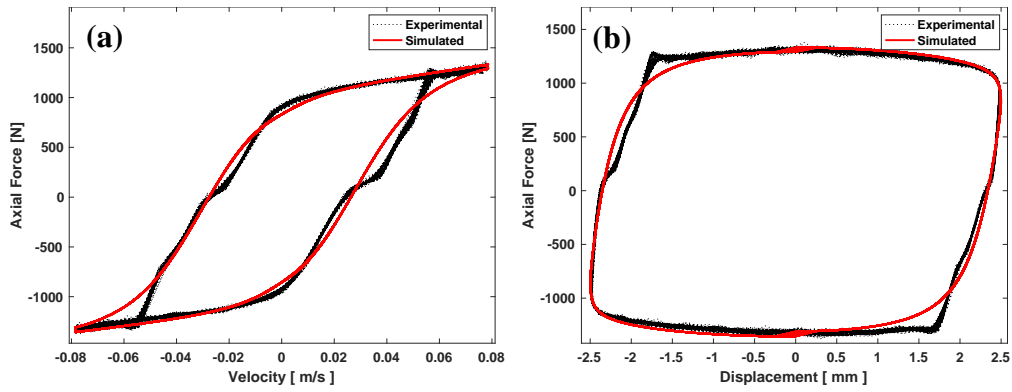 (a)
Experimental
Simulated
1500
1000
500
0
-500
-1000
Axial Force [N]
-0.08 -0.06 -0.04 -0.02 0 0.02 0.04 0.06 0.08
Velocity [ m/s ]
(b)
Experimental
Simulated
1500
1000
500
0
-500
-1000
Axial Force [N]
-2.5 -2 -1.5 -1 -0.5 0 0.5 1 1.5 2 2.5
Displacement [ mm ]